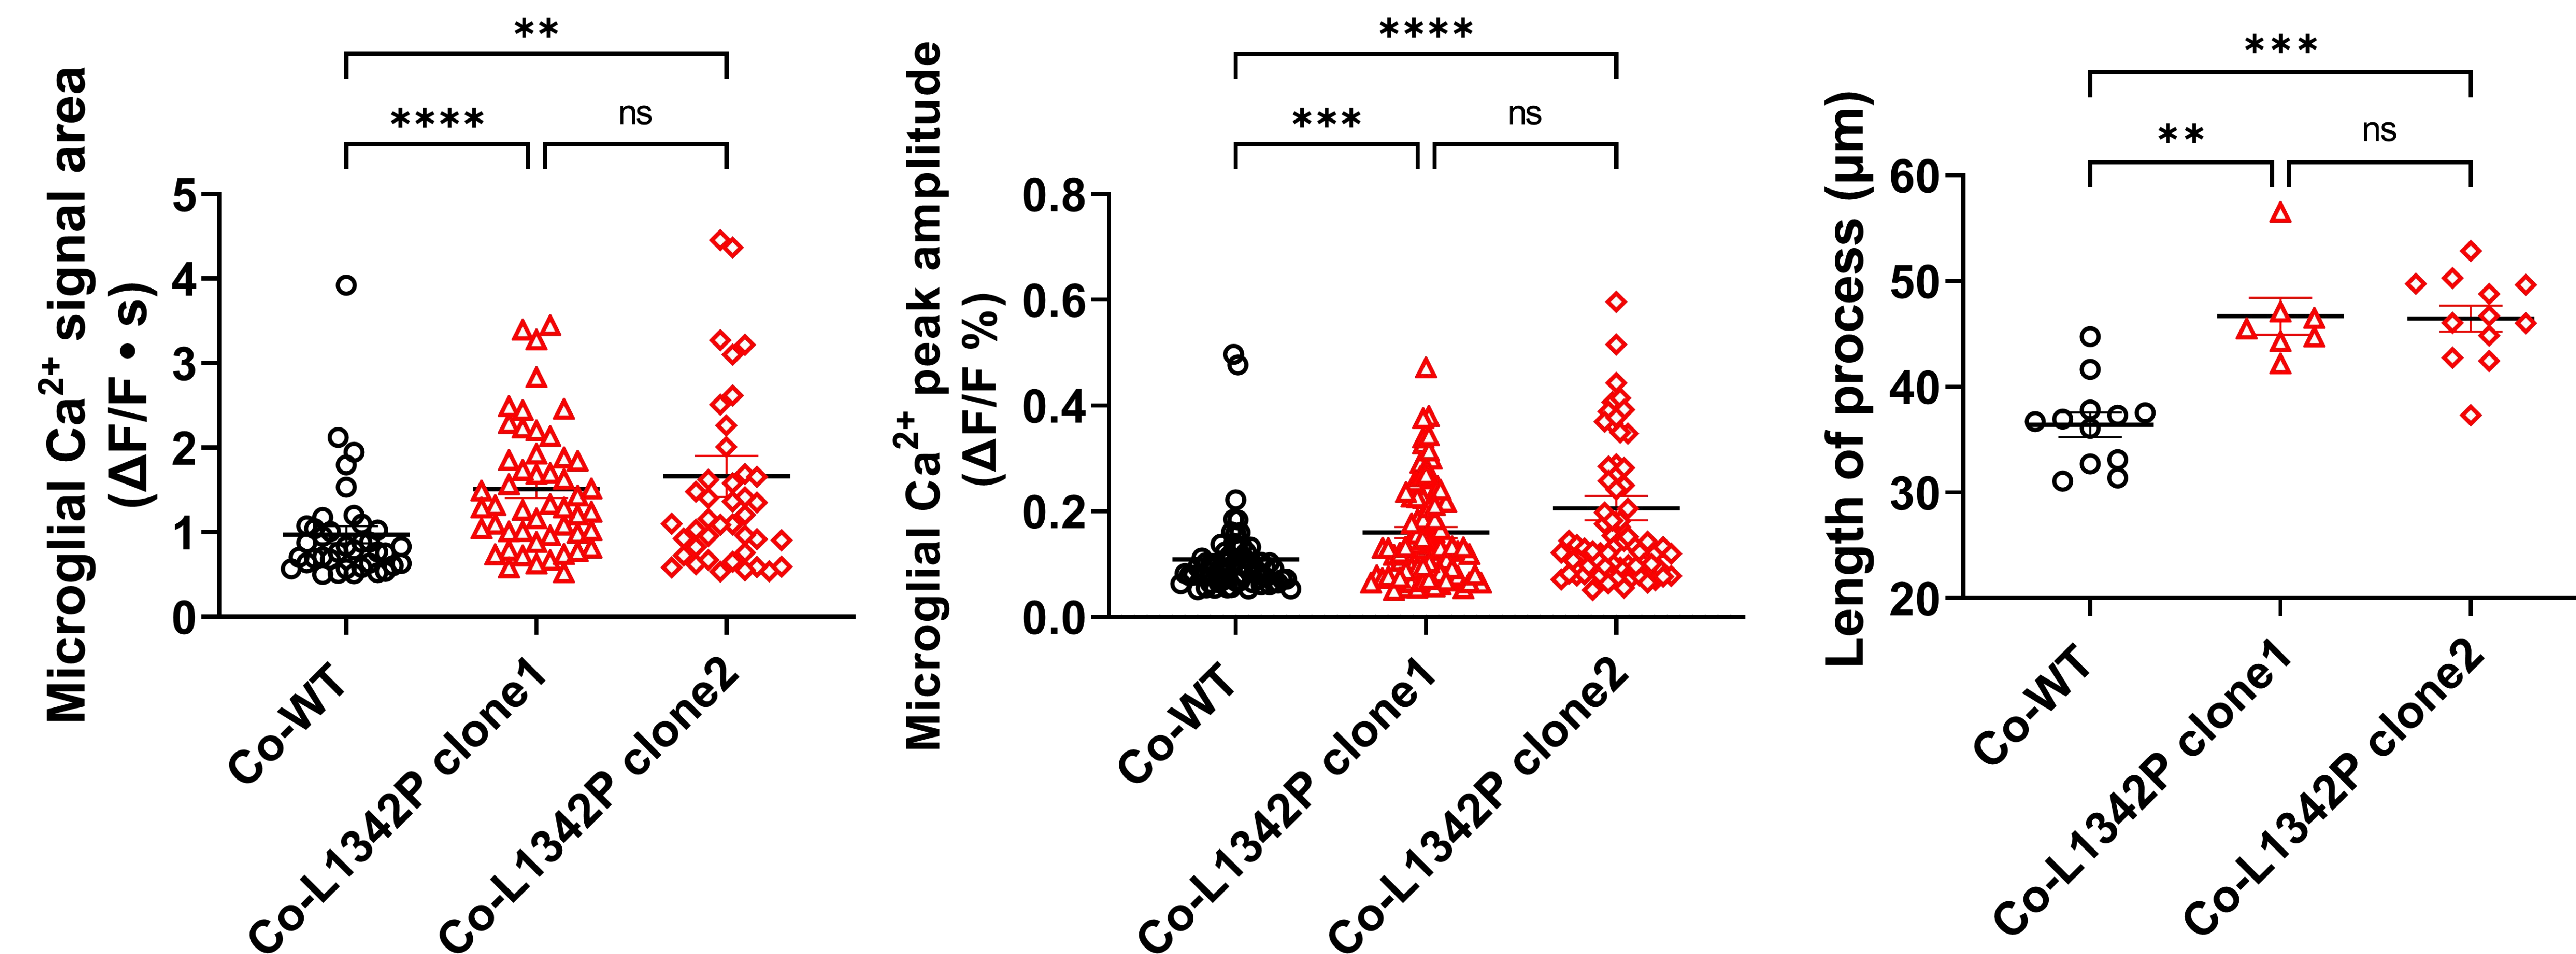 Microglial Ca²⁺ signal area
(ΔF/F • s)
**
****
ns
5
4
3
2
1
0
Co-WT
Co-L1342P clone1
Co-L1342P clone2
Microglial Ca²⁺ peak amplitude
(ΔF/F %)
****
***
ns
0.8
0.6
0.4
0.2
0.0
Co-WT
Co-L1342P clone1
Co-L1342P clone2
Length of process (μm)
***
**
ns
60
50
40
30
20
Co-WT
Co-L1342P clone1
Co-L1342P clone2